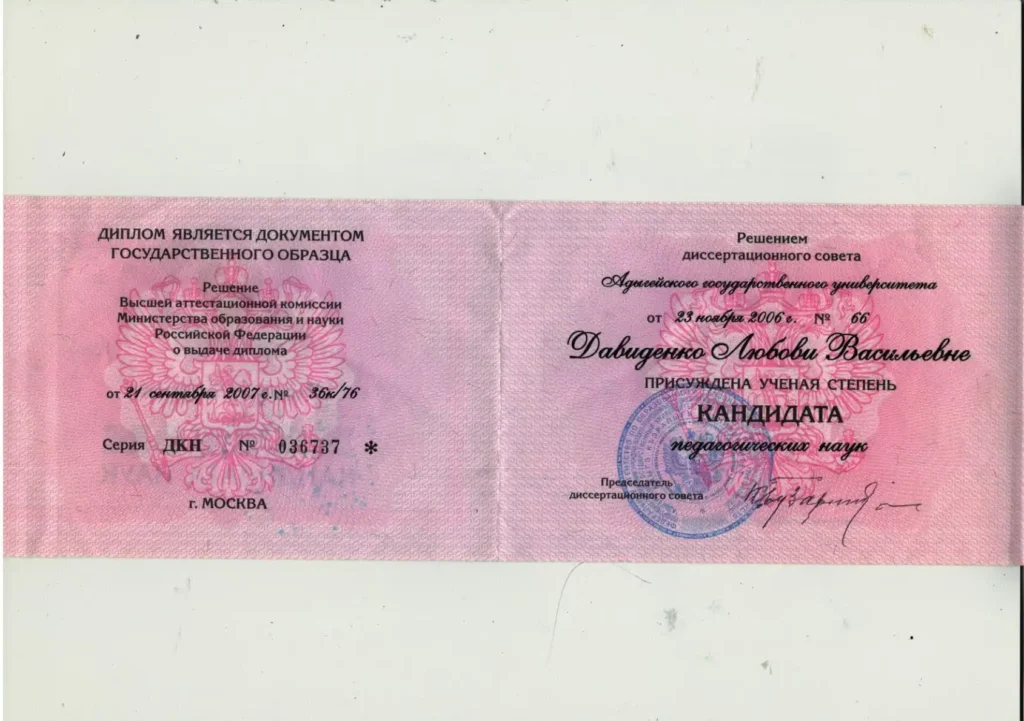 ДИПЛОМ ЯВЛЯЕТСЯ ДОКУМЕНТОМ
ГОСУДАРСТВЕННОГО ОБРАЗЦА
Решение
Высшей аттестационной комиссии
Министерства образования и науки
Российской Федерации
о выдаче диплома
от 21 сентября 2007 г. № 36к/76
Серия ДКН № 036737 *
г. МОСКВА
Решением
диссертационного совета
Адыгейского государственного университета
от 23 ноября 2006 г. № 66
Давиденко Любови Васильевне
ПРИСУЖДЕНА УЧЕНАЯ СТЕПЕНЬ
КАНДИДАТА
педагогических наук
Председатель
диссертационного совета